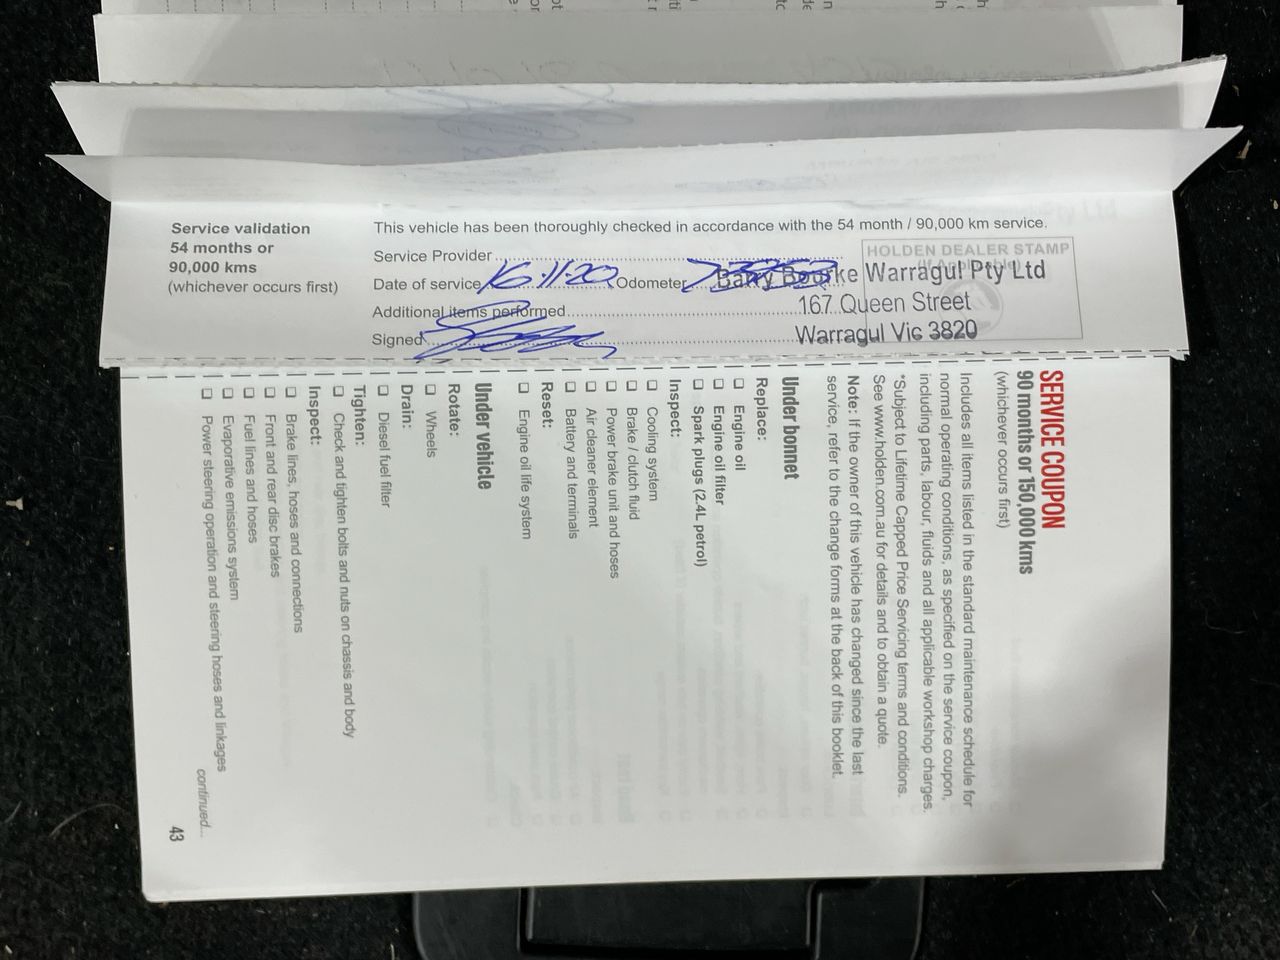 Service validation
54 months or
90,000 kms
(whichever occurs first)
This vehicle has been thoroughly checked in accordance with the 54 month / 90,000 km service.
Service Provider
Date of service 16·11·20 Odometer
Additional items performed
Signed
HOLDEN DEALER STAMP
Barry Bourke Warragul Pty Ltd
167 Queen Street
Warragul Vic 3820
SERVICE COUPON
90 months or 150,000 kms
(whichever occurs first)
Includes all items listed in the standard maintenance schedule for
normal operating conditions, as specified on the service coupon,
including parts, labour, fluids and all applicable workshop charges.
*Subject to Lifetime Capped Price Servicing terms and conditions.
See www.holden.com.au for details and to obtain a quote.
Note: If the owner of this vehicle has changed since the last
service, refer to the change forms at the back of this booklet.
Under bonnet
Replace:
❑ Engine oil
❑ Engine oil filter
❑ Spark plugs (2.4L petrol)
Inspect:
❑ Cooling system
❑ Brake / clutch fluid
❑ Power brake unit and hoses
❑ Air cleaner element
❑ Battery and terminals
Reset:
❑ Engine oil life system
Under vehicle
Rotate:
❑ Wheels
Drain:
❑ Diesel fuel filter
Tighten:
❑ Check and tighten bolts and nuts on chassis and body
Inspect:
❑ Brake lines, hoses and connections
❑ Front and rear disc brakes
❑ Fuel lines and hoses
❑ Evaporative emissions system
❑ Power steering operation and steering hoses and linkages
continued...
43